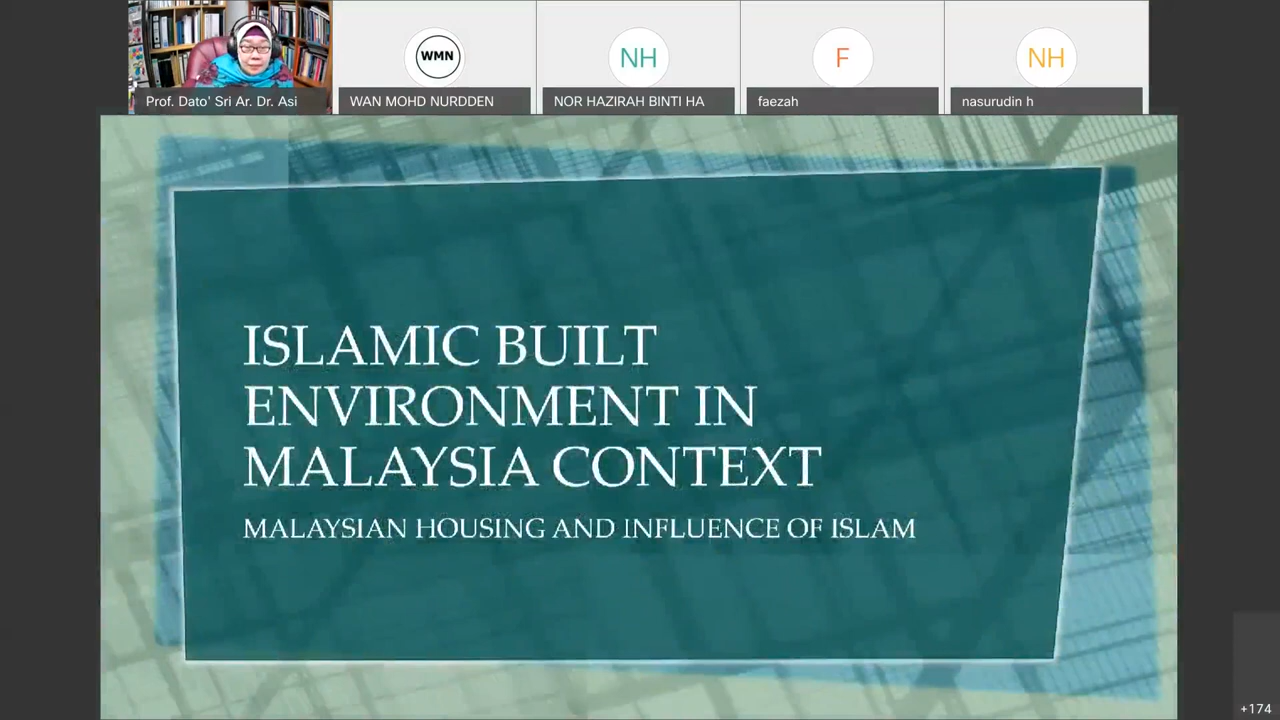 Prof. Dato' Sri Ar. Dr. Asi
WMN
WAN MOHD NURDDEN
NH
NOR HAZIRAH BINTI HA
F
faezah
NH
nasurudin h
ISLAMIC BUILT
ENVIRONMENT IN
MALAYSIA CONTEXT
MALAYSIAN HOUSING AND INFLUENCE OF ISLAM
+174